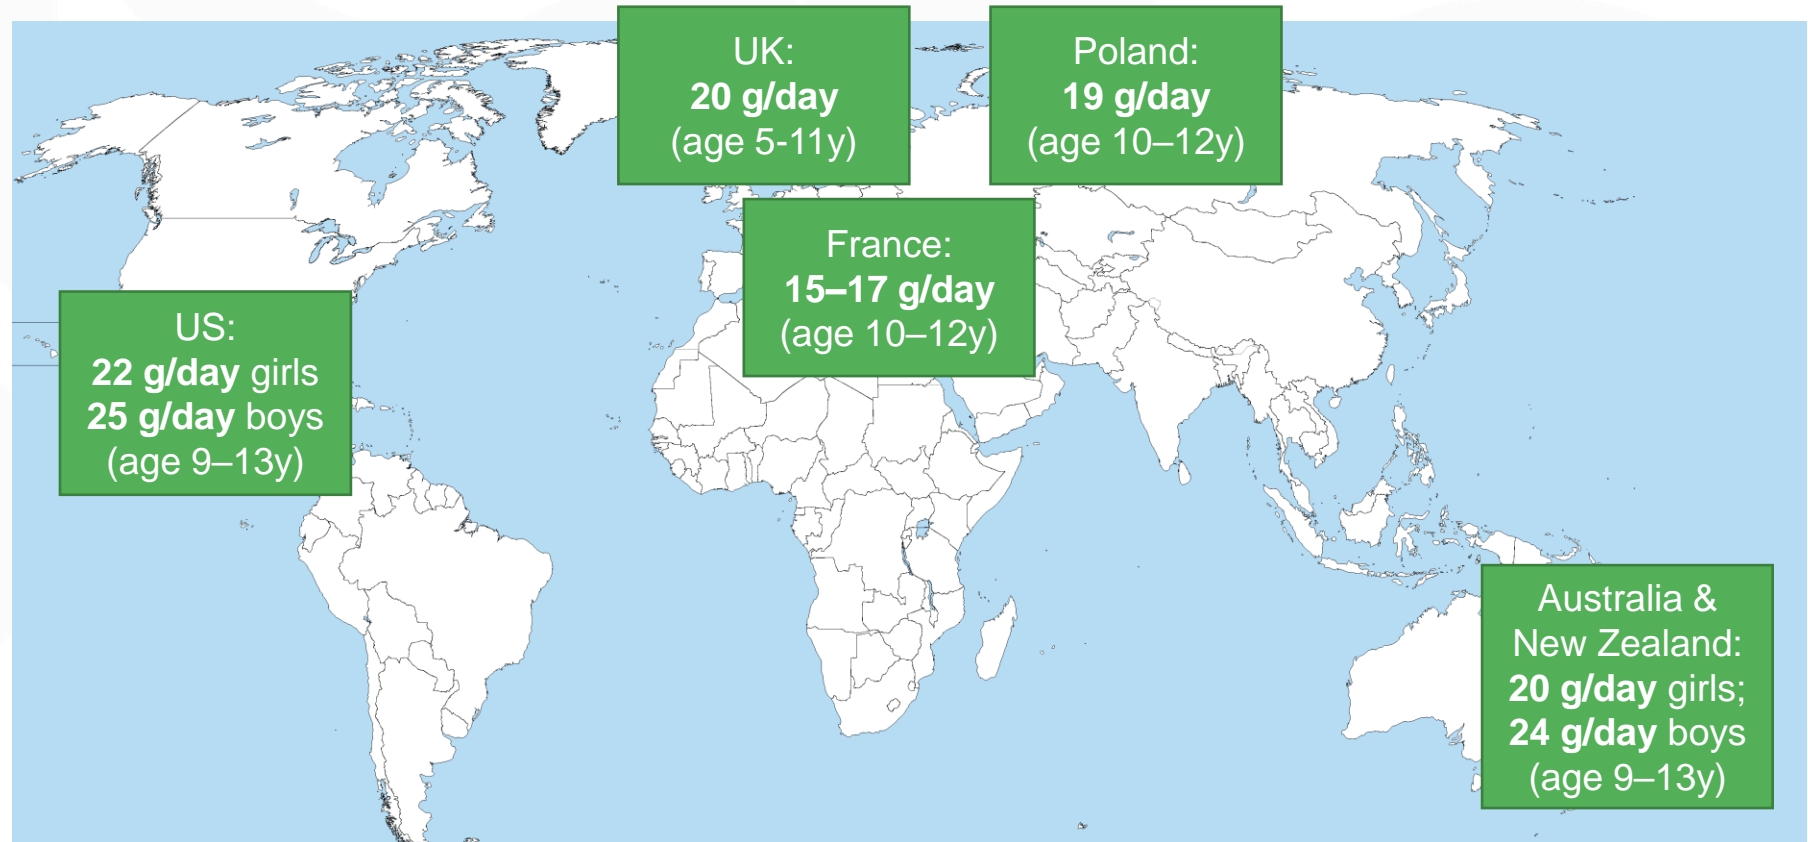 UK:
20 g/day
(age 5-11y)
Poland:
19 g/day
(age 10–12y)
France:
15–17 g/day
(age 10–12y)
US:
22 g/day girls
25 g/day boys
(age 9–13y)
Australia &
New Zealand:
20 g/day girls;
24 g/day boys
(age 9–13y)